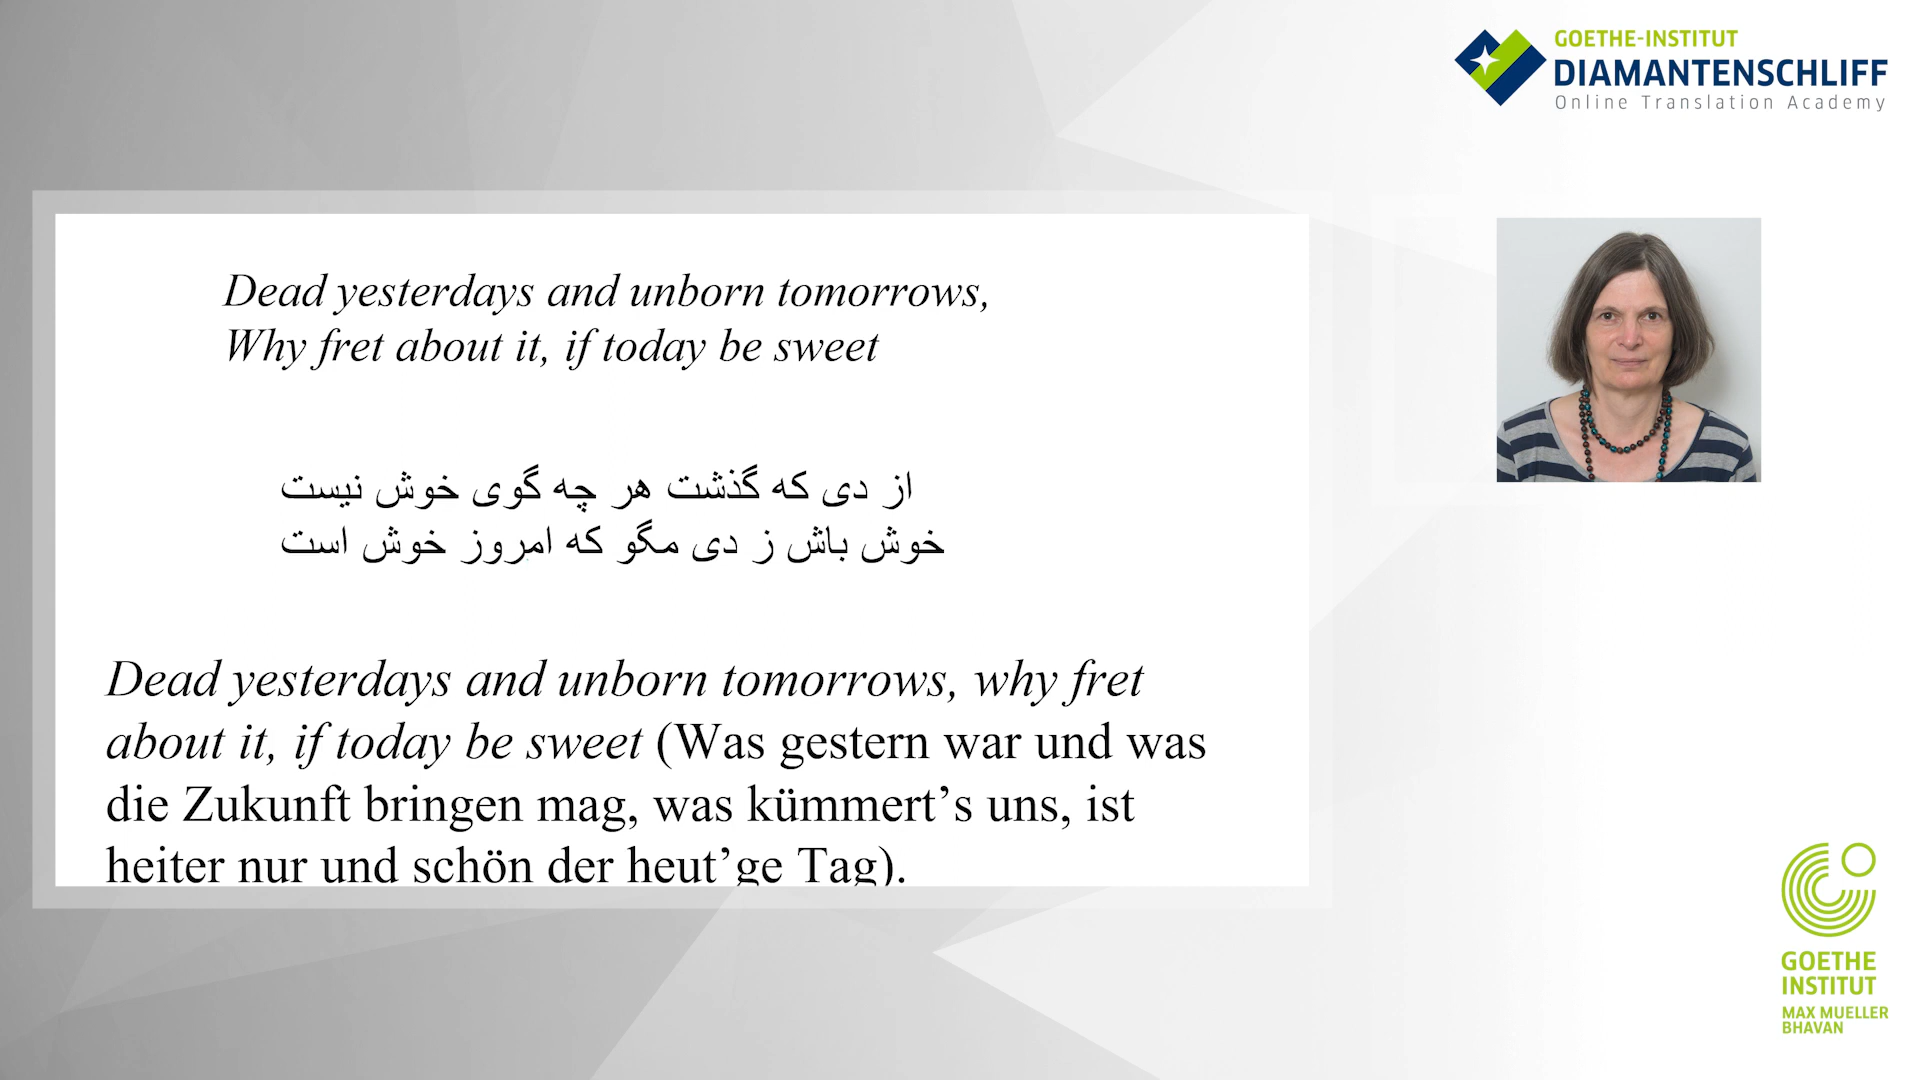 GOETHE-INSTITUT
DIAMANTENSCHLIFF
Online Translation Academy
Dead yesterdays and unborn tomorrows,
Why fret about it, if today be sweet
از دی که گذشت هر چه گوی خوش نیست
خوش باش ز دی مگو که امروز خوش است
Dead yesterdays and unborn tomorrows, why fret
about it, if today be sweet (Was gestern war und was
die Zukunft bringen mag, was kümmert’s uns, ist
heiter nur und schön der heut’ge Tag).
GOETHE
INSTITUT
MAX MUELLER
BHAVAN